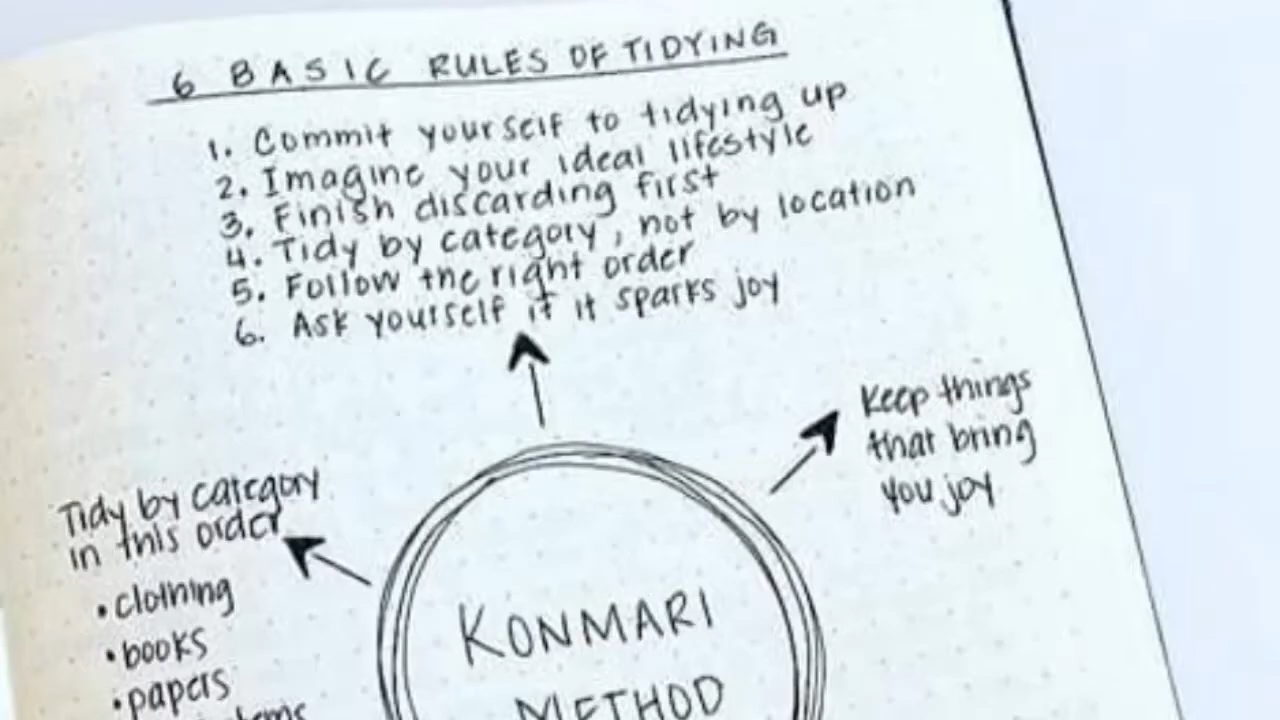 6 BASIC RULES OF TIDYING
1. Commit yourself to tidying up
2. Imagine your ideal lifestyle
3. Finish discarding first
4. Tidy by category, not by location
5. Follow the right order
6. Ask yourself if it sparks joy
Keep things
that bring
you joy
Tidy by category
in this order
• clothing
• books
• papers
KONMARI
METHOD